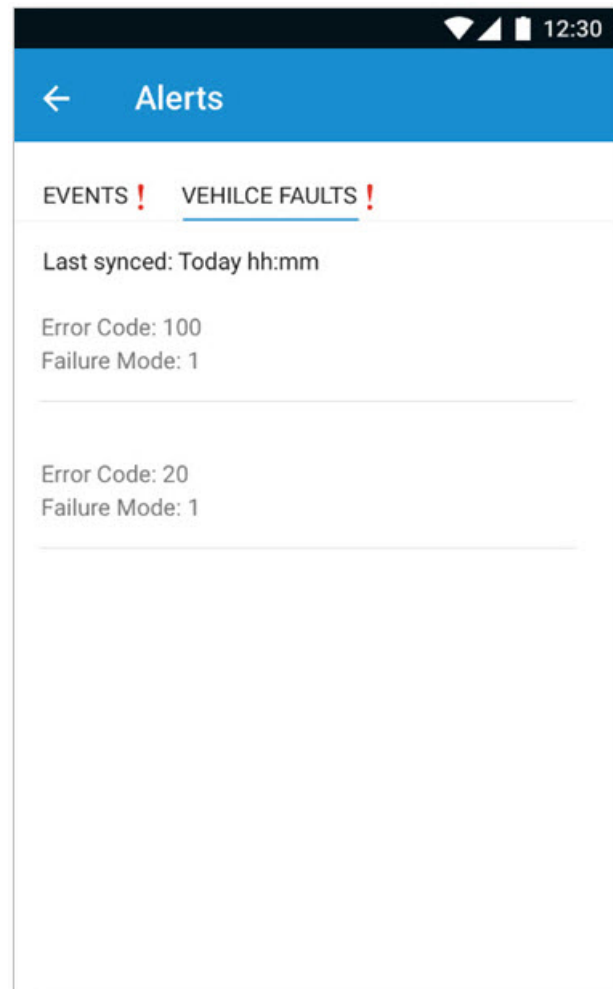 12:30
Alerts
EVENTS ! VEHILCE FAULTS !
Last synced: Today hh:mm
Error Code: 100
Failure Mode: 1
Error Code: 20
Failure Mode: 1